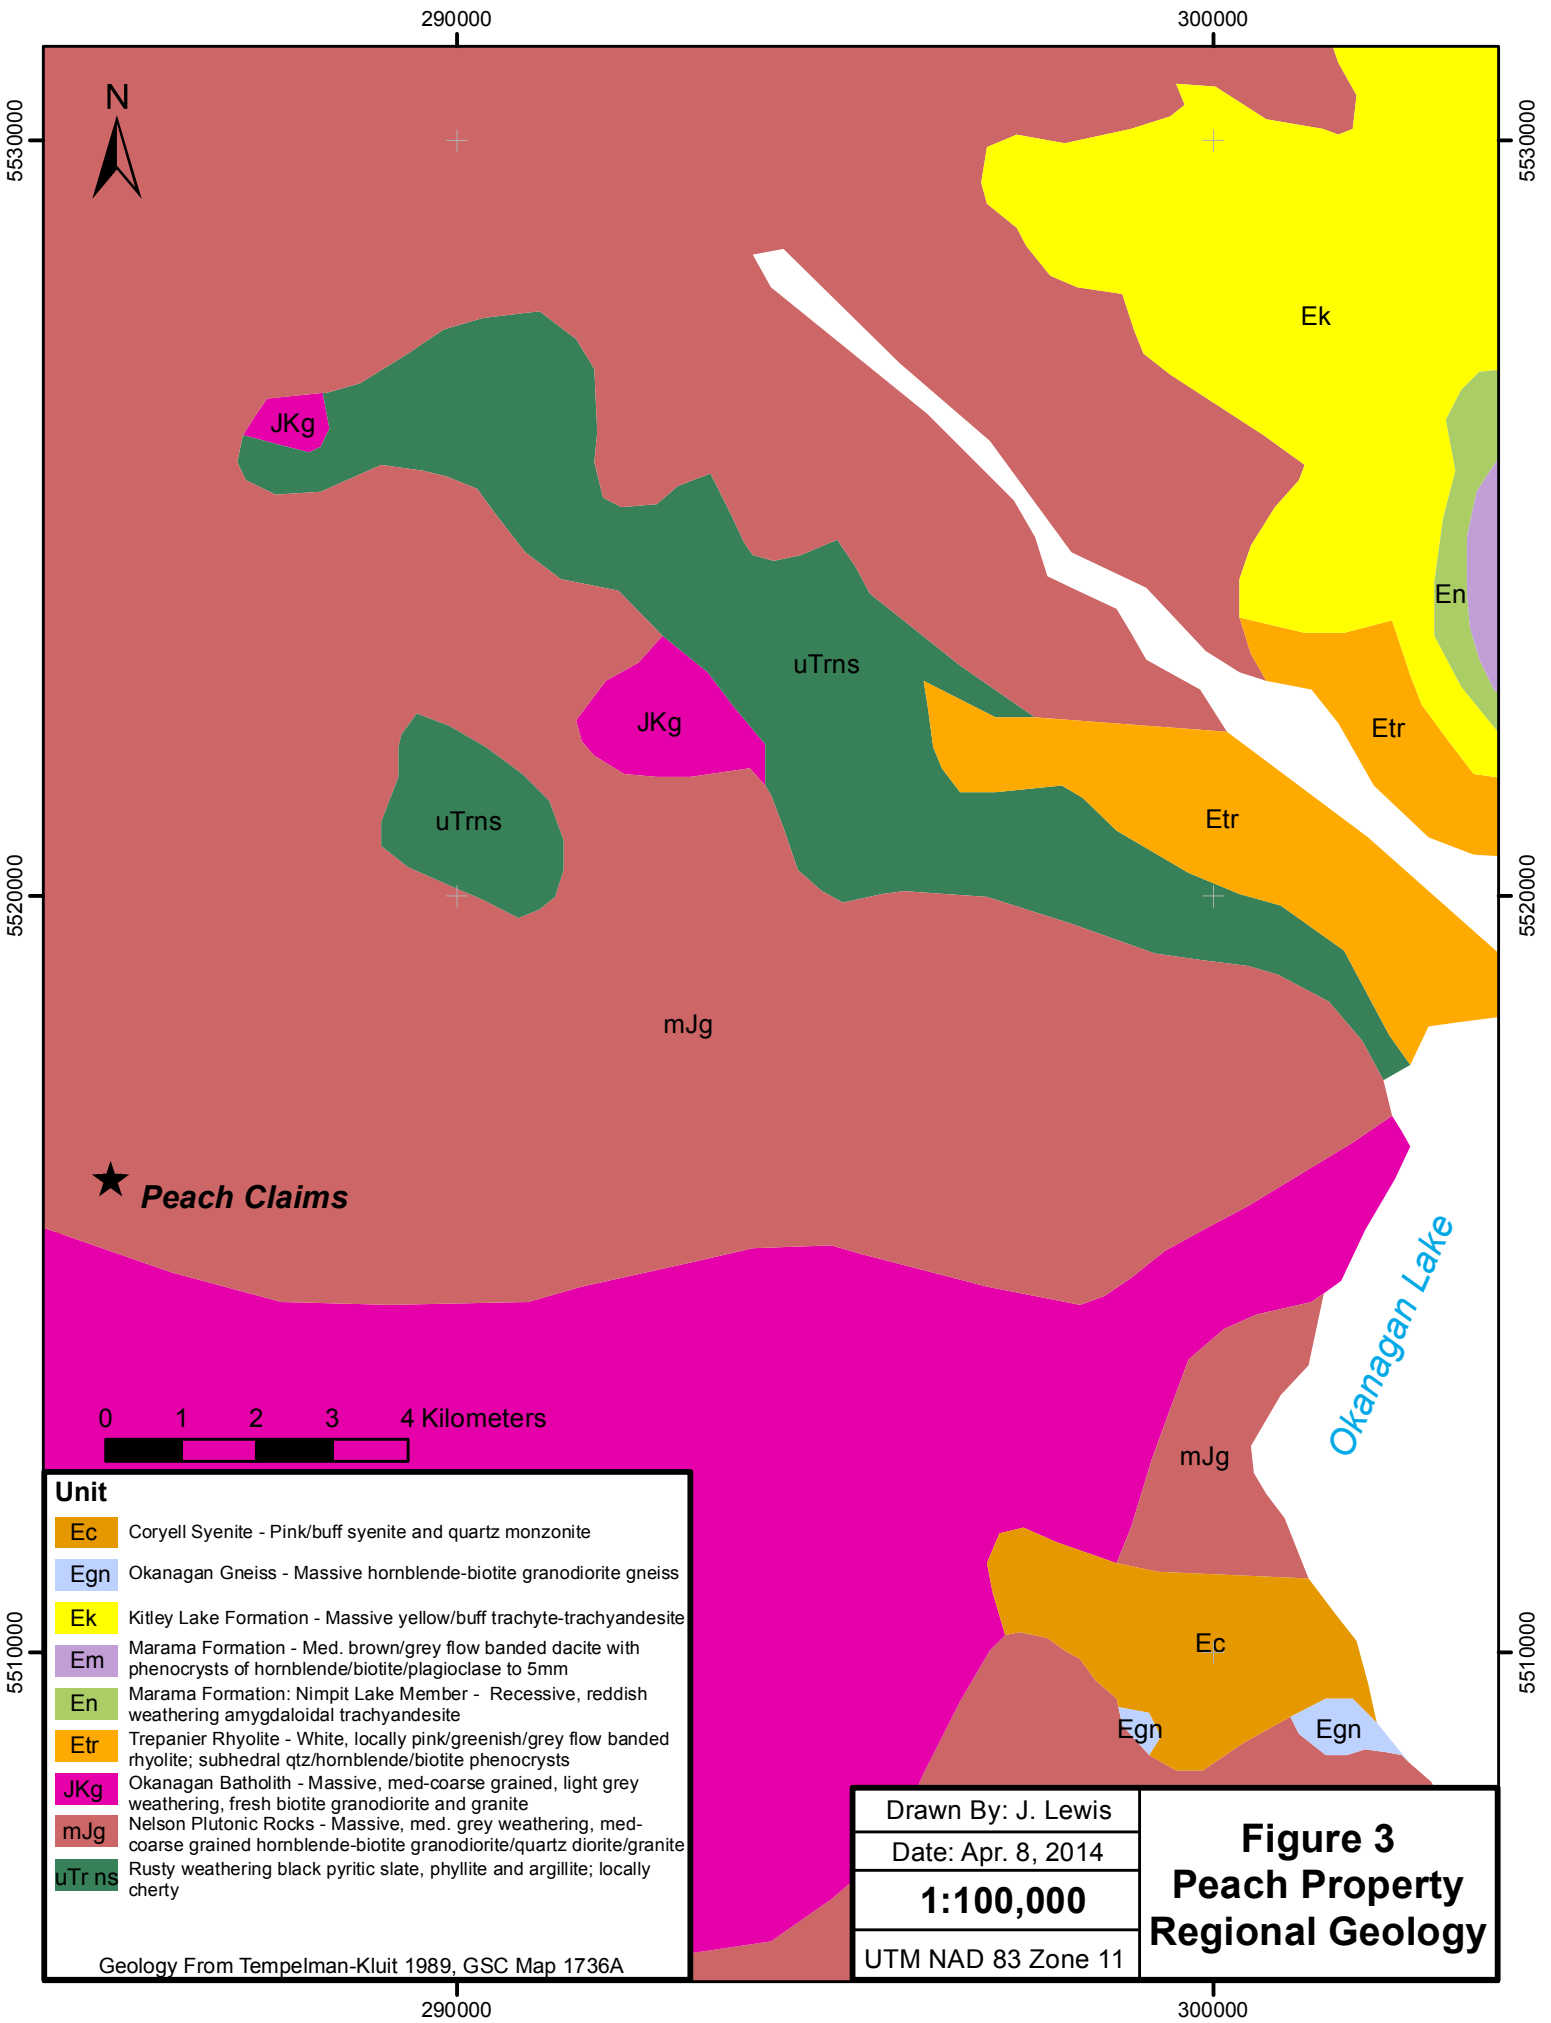 290000 300000
N
5530000 5530000
Ek
JKg
En
uTrns
JKg
Etr
uTrns
Etr
5520000 5520000
mJg
Peach Claims
Okanagan Lake
0 1 2 3 4 Kilometers
mJg
Unit
Ec Coryell Syenite - Pink/buff syenite and quartz monzonite
Egn Okanagan Gneiss - Massive hornblende-biotite granodiorite gneiss
Ek Kitley Lake Formation - Massive yellow/buff trachyte-trachyandesite
Em Marama Formation - Med. brown/grey flow banded dacite with
phenocrysts of hornblende/biotite/plagioclase to 5mm
En Marama Formation: Nimpit Lake Member - Recessive, reddish
weathering amygdaloidal trachyandesite
Etr Trepanier Rhyolite - White, locally pink/greenish/grey flow banded
rhyolite; subhedral qtz/hornblende/biotite phenocrysts
JKg Okanagan Batholith - Massive, med-coarse grained, light grey
weathering, fresh biotite granodiorite and granite
mJg Nelson Plutonic Rocks - Massive, med. grey weathering, med-
coarse grained hornblende-biotite granodiorite/quartz diorite/granite
uTr ns Rusty weathering black pyritic slate, phyllite and argillite; locally
cherty
Geology From Tempelman-Kluit 1989, GSC Map 1736A
5510000 5510000
Ec
Egn Egn
Drawn By: J. Lewis
Date: Apr. 8, 2014
1:100,000
UTM NAD 83 Zone 11
Figure 3
Peach Property
Regional Geology
290000 300000